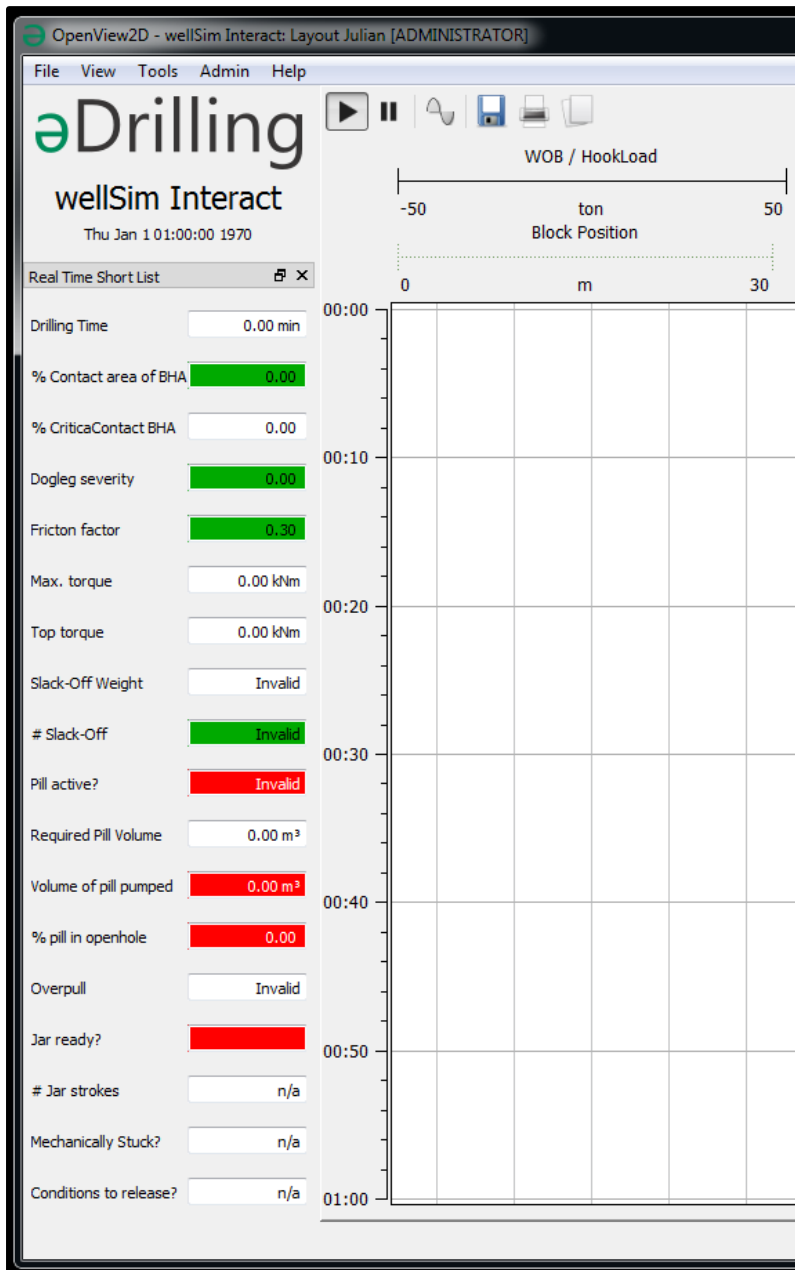 OpenView2D - wellSim Interact: Layout Julian [ADMINISTRATOR]
File View Tools Admin Help
əDrilling
wellSim Interact
Thu Jan 1 01:00:00 1970
Real Time Short List
Drilling Time 0.00 min
% Contact area of BHA 0.00
% CriticaContact BHA 0.00
Dogleg severity 0.00
Fricton factor 0.30
Max. torque 0.00 kNm
Top torque 0.00 kNm
Slack-Off Weight Invalid
# Slack-Off Invalid
Pill active? Invalid
Required Pill Volume 0.00 m³
Volume of pill pumped 0.00 m³
% pill in openhole 0.00
Overpull Invalid
Jar ready?
# Jar strokes n/a
Mechanically Stuck? n/a
Conditions to release? n/a
WOB / HookLoad
-50 ton 50
Block Position
0 m 30
00:00
00:10
00:20
00:30
00:40
00:50
01:00